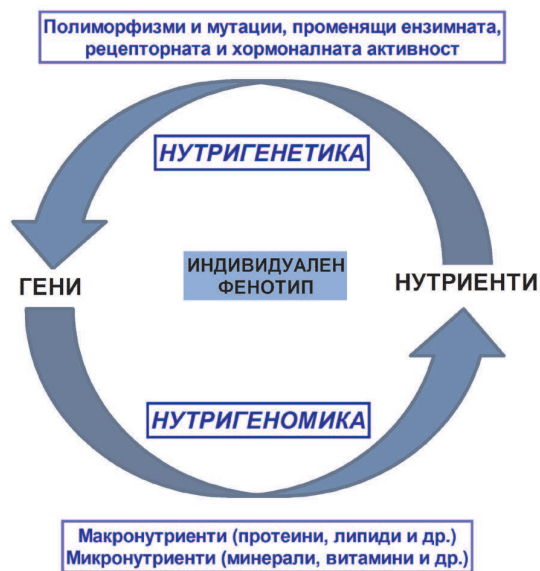 Полиморфизми и мутации, променящи ензимната,
рецепторната и хормоналната активност
НУТРИГЕНЕТИКА
ГЕНИ
ИНДИВИДУАЛЕН
ФЕНОТИП
НУТРИЕНТИ
НУТРИГЕНОМИКА
Макронутриенти (протеини, липиди и др.)
Микронутриенти (минерали, витамини и др.)